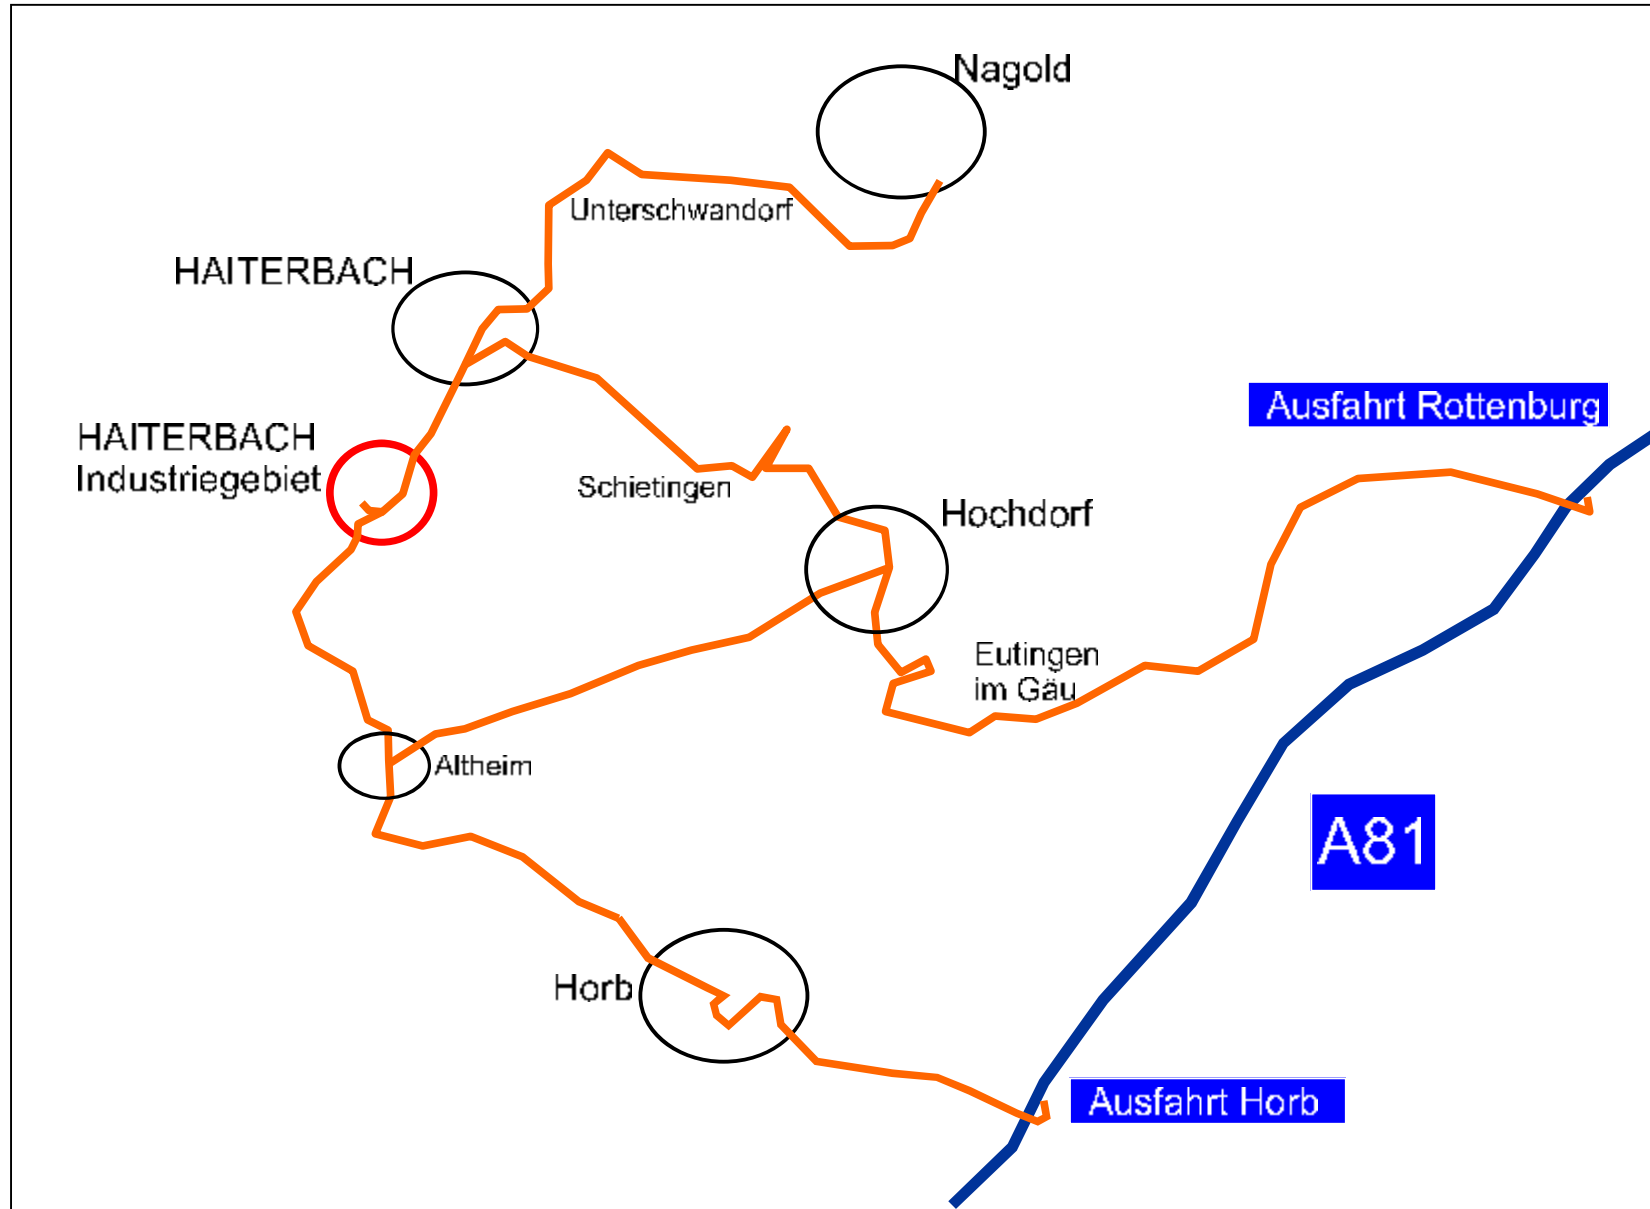 Nagold
Unterschwandorf
HAITERBACH
Ausfahrt Rottenburg
HAITERBACH
Industriegebiet
Schietingen
Hochdorf
Eutingen
im Gäu
Altheim
A81
Horb
Ausfahrt Horb